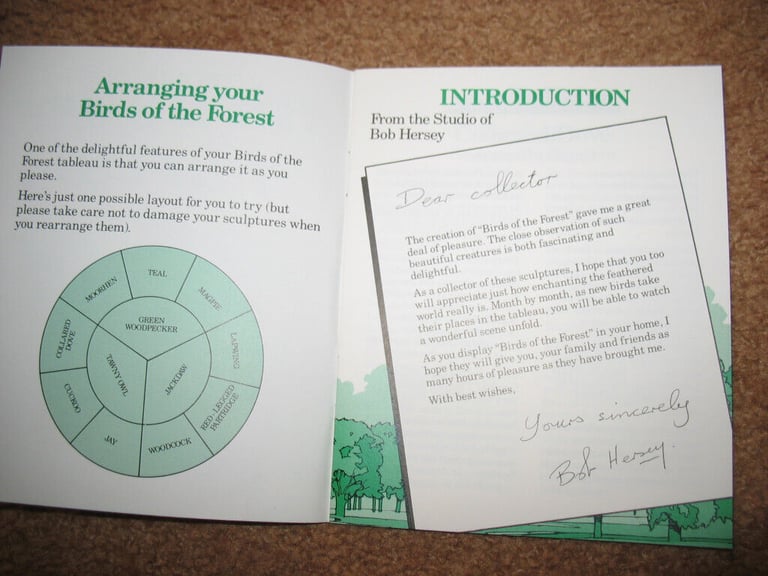 Arranging your
Birds of the Forest
One of the delightful features of your Birds of the
Forest tableau is that you can arrange it as you
please.
Here's just one possible layout for you to try (but
please take care not to damage your sculptures when
you rearrange them).
TEAL
MAGPIE
LAPWING
RED-LEGGED
PARTRIDGE
WOODCOCK
JAY
CUCKOO
COLLARED
DOVE
MOORHEN
GREEN
WOODPECKER
JACKDAW
TAWNY OWL
INTRODUCTION
From the Studio of
Bob Hersey
Dear collector
The creation of "Birds of the Forest" gave me a great
deal of pleasure. The close observation of such
beautiful creatures is both fascinating and
delightful.
As a collector of these sculptures, I hope that you too
will appreciate just how enchanting the feathered
world really is. Month by month, as new birds take
their places in the tableau, you will be able to watch
a wonderful scene unfold.
As you display "Birds of the Forest" in your home, I
hope they will give you, your family and friends as
many hours of pleasure as they have brought me.
With best wishes,
Yours sincerely
Bob Hersey.